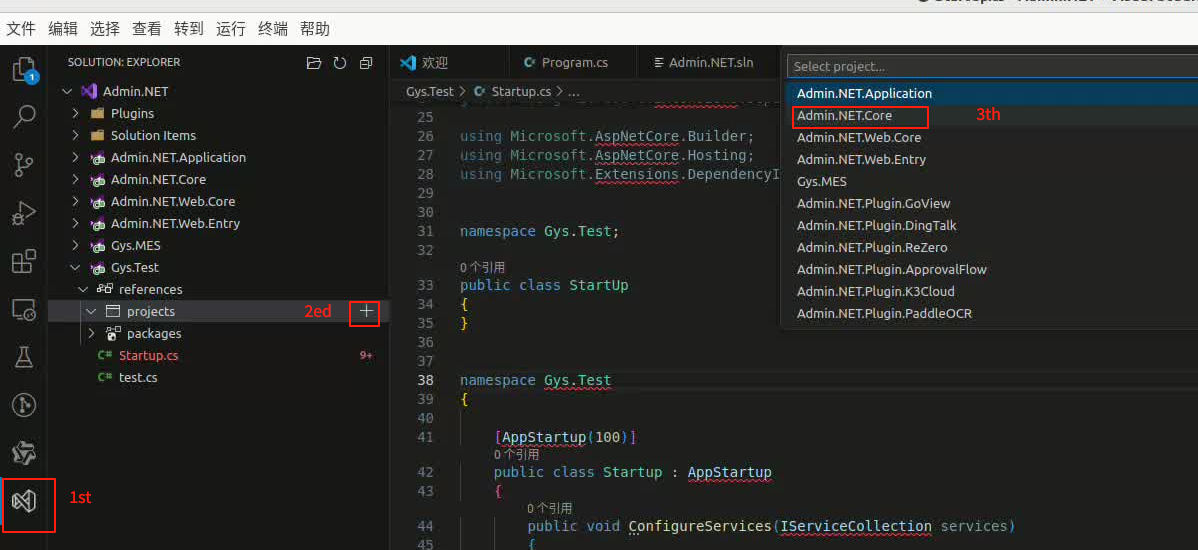 文件 编辑 选择 查看 转到 运行 终端 帮助
1
SOLUTION: EXPLORER
Admin.NET
Plugins
Solution Items
Admin.NET.Application
Admin.NET.Core
Admin.NET.Web.Core
Admin.NET.Web.Entry
Gys.MES
Gys.Test
references
projects
2ed
packages
C# Startup.cs 9+
C# test.cs
1st
欢迎
Program.cs
Admin.NET.sln
Gys.Test > Startup.cs > ...
25
26 using Microsoft.AspNetCore.Builder;
27 using Microsoft.AspNetCore.Hosting;
28 using Microsoft.Extensions.DependencyI
29
30
31 namespace Gys.Test;
32
0 个引用
33 public class StartUp
34 {
35 }
36
37
38 namespace Gys.Test
39 {
40
41 [AppStartup(100)]
0 个引用
42 public class Startup : AppStartup
43 {
0 个引用
44 public void ConfigureServices(IServiceCollection services)
45 {
Select project...
Admin.NET.Application
Admin.NET.Core
3th
Admin.NET.Web.Core
Admin.NET.Web.Entry
Gys.MES
Admin.NET.Plugin.GoView
Admin.NET.Plugin.DingTalk
Admin.NET.Plugin.ReZero
Admin.NET.Plugin.ApprovalFlow
Admin.NET.Plugin.K3Cloud
Admin.NET.Plugin.PaddleOCR